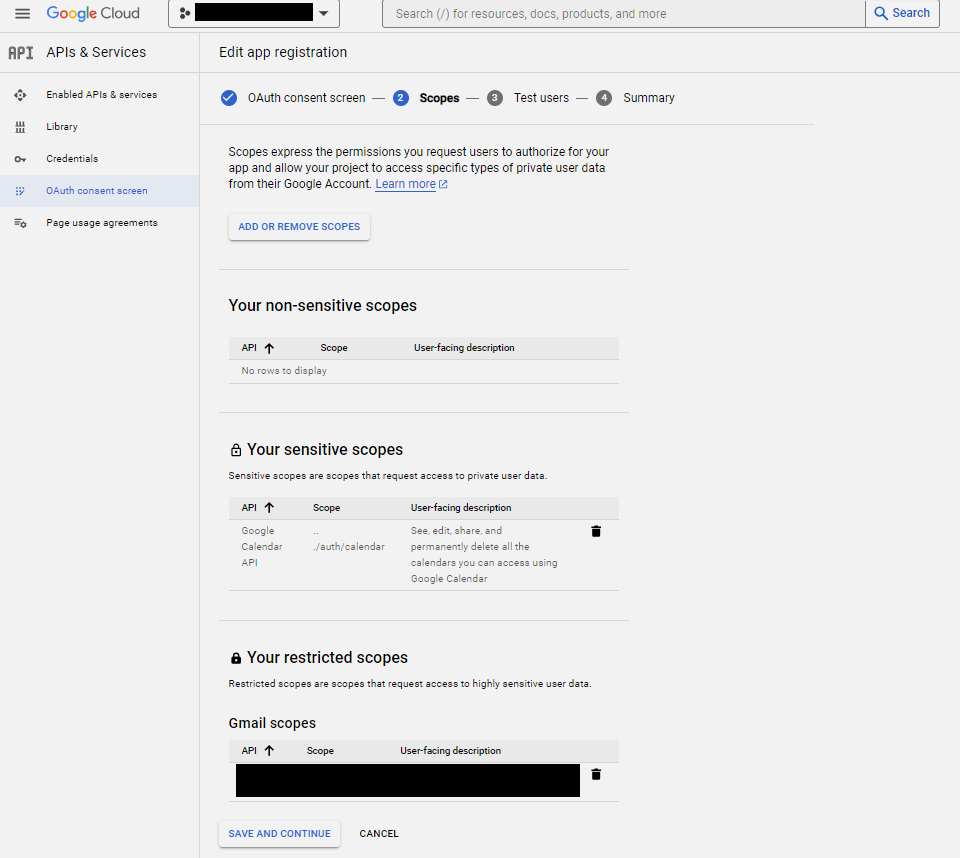 Google Cloud
Search (/) for resources, docs, products, and more
Search
API APIs & Services
Edit app registration
Enabled APIs & services
Library
Credentials
OAuth consent screen
Page usage agreements
OAuth consent screen — 2 Scopes — 3 Test users — 4 Summary
Scopes express the permissions you request users to authorize for your
app and allow your project to access specific types of private user data
from their Google Account. Learn more
ADD OR REMOVE SCOPES
Your non-sensitive scopes
API Scope User-facing description
No rows to display
Your sensitive scopes
Sensitive scopes are scopes that request access to private user data.
API Scope User-facing description
Google .. See, edit, share, and
Calendar ./auth/calendar permanently delete all the
API calendars you can access using
Google Calendar
Your restricted scopes
Restricted scopes are scopes that request access to highly sensitive user data.
Gmail scopes
API Scope User-facing description
SAVE AND CONTINUE CANCEL